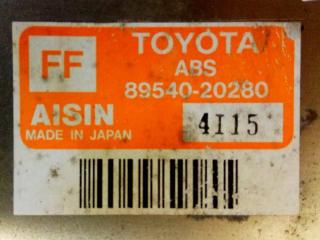 FF
TOYOTA
ABS
89540-20280
AISIN
MADE IN JAPAN
4I15